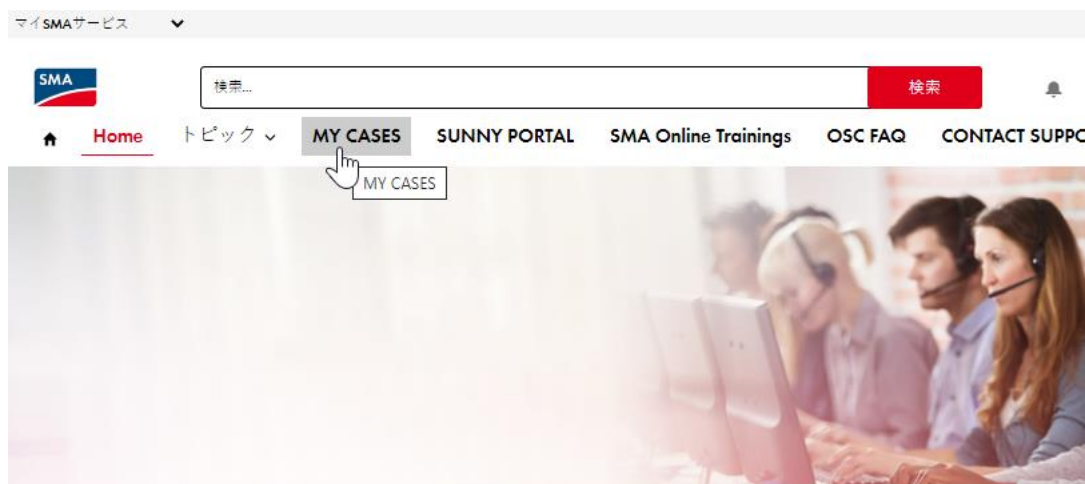 マイSMAサービス
SMA
検索...
検索
Home トピック MY CASES SUNNY PORTAL SMA Online Trainings OSC FAQ CONTACT SUPPO
MY CASES